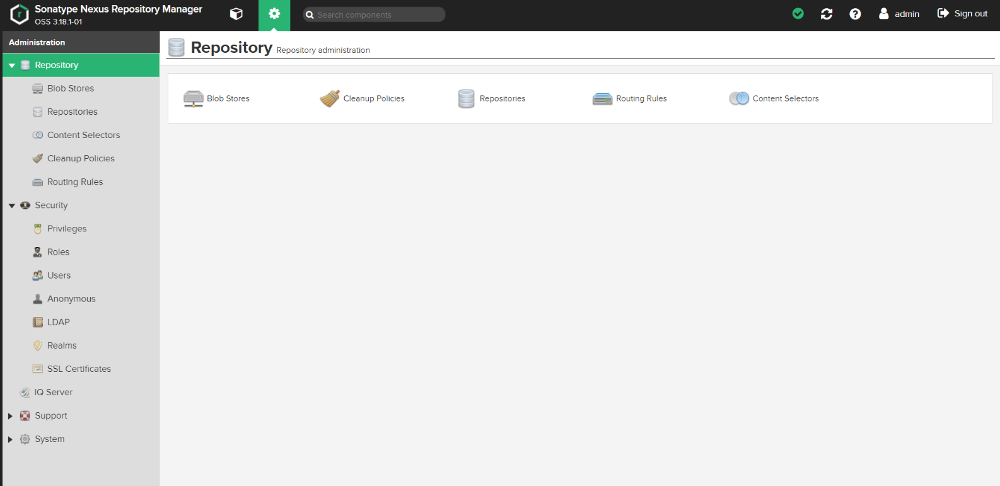 Sonatype Nexus Repository Manager
OSS 3.18.1-01
Search components
admin
Sign out
Administration
Repository
Blob Stores
Repositories
Content Selectors
Cleanup Policies
Routing Rules
Security
Privileges
Roles
Users
Anonymous
LDAP
Realms
SSL Certificates
IQ Server
Support
System
Repository Repository administration
Blob Stores
Cleanup Policies
Repositories
Routing Rules
Content Selectors